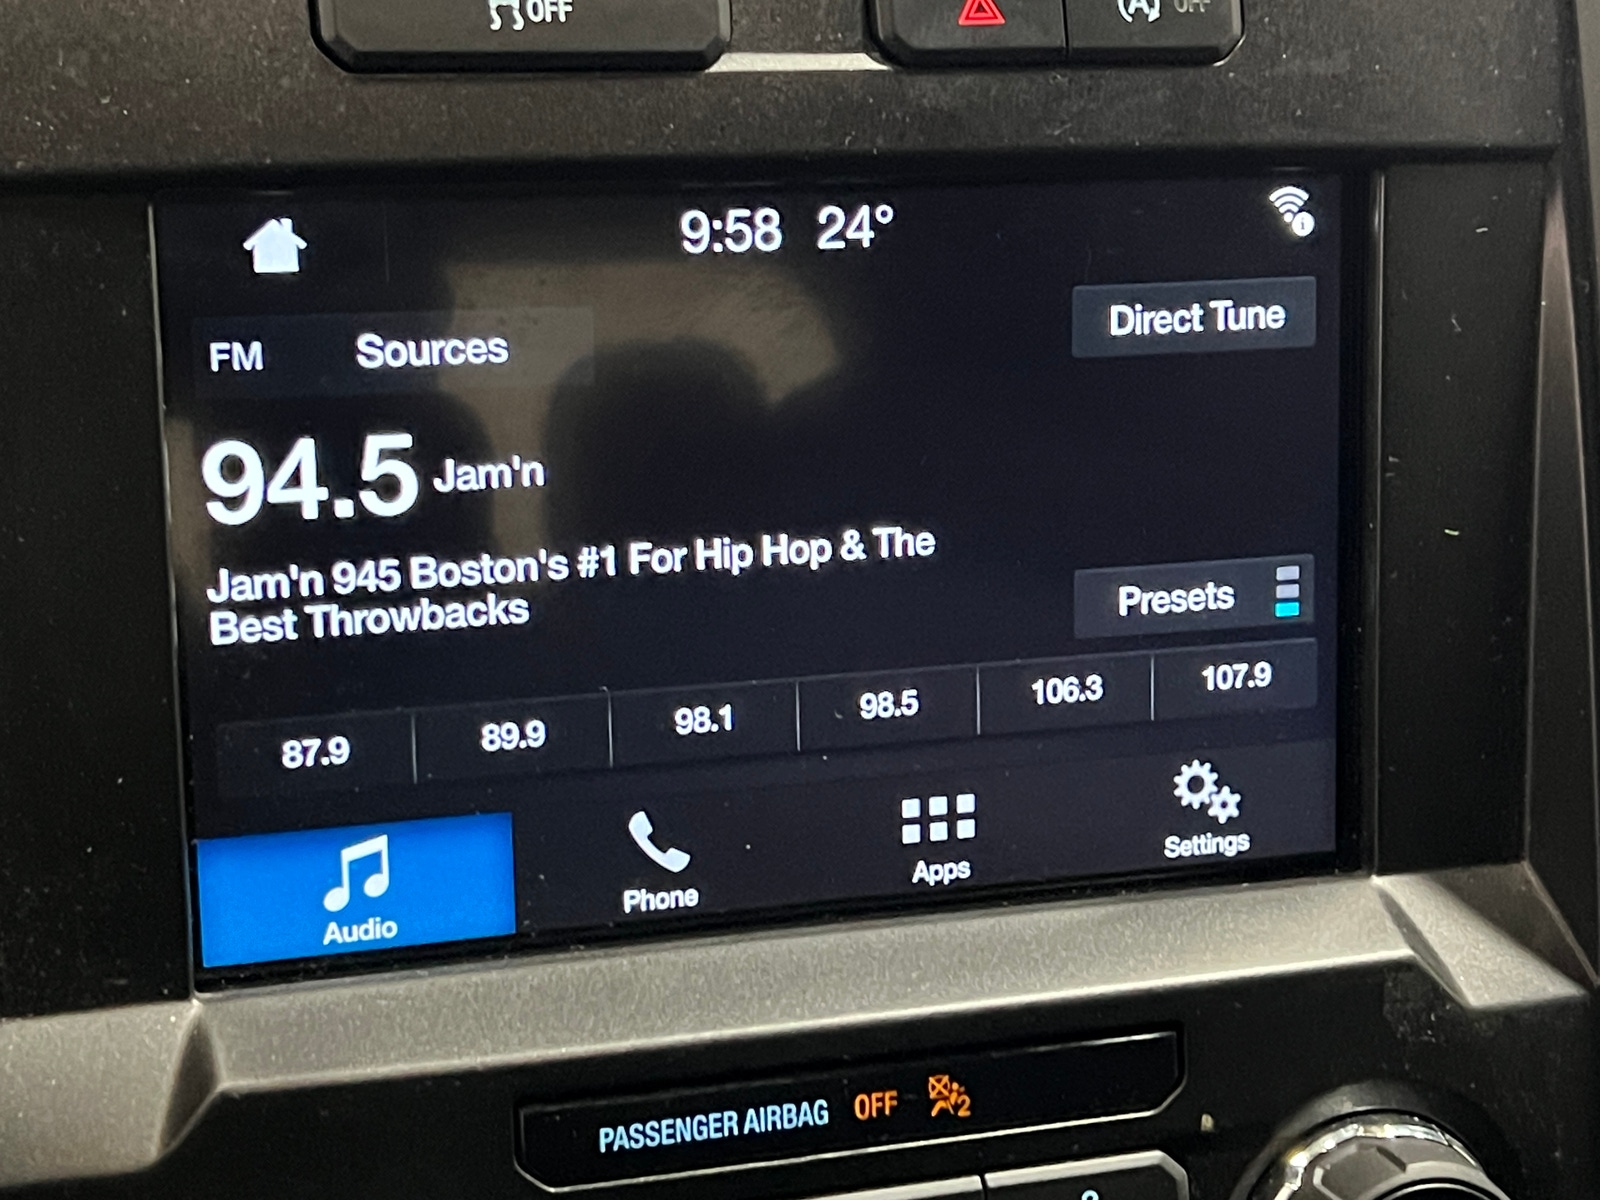 OFF
A OFF
9:58 24°
FM Sources Direct Tune
94.5 Jam'n
Jam'n 945 Boston's #1 For Hip Hop & The
Best Throwbacks
Presets
87.9 89.9 98.1 98.5 106.3 107.9
Audio Phone Apps Settings
PASSENGER AIRBAG OFF 2